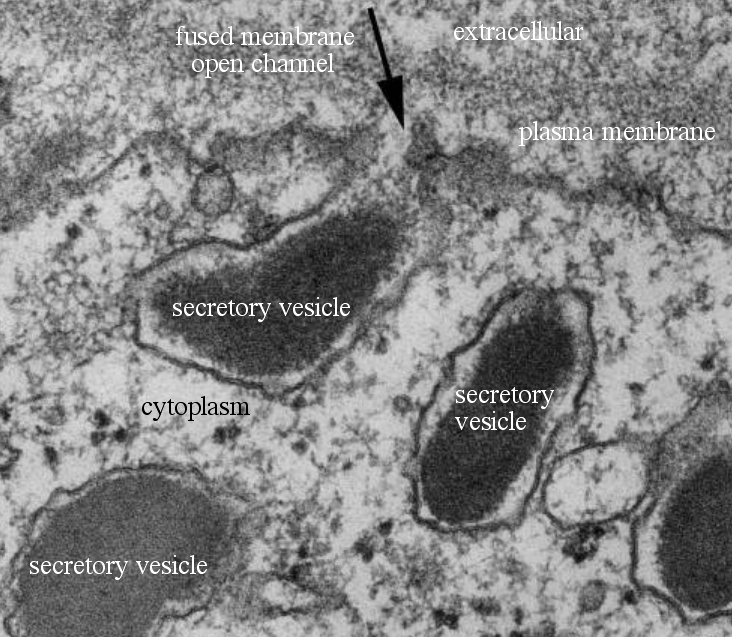 fused membrane
open channel
extracellular
plasma membrane
secretory vesicle
secretory
vesicle
cytoplasm
secretory vesicle